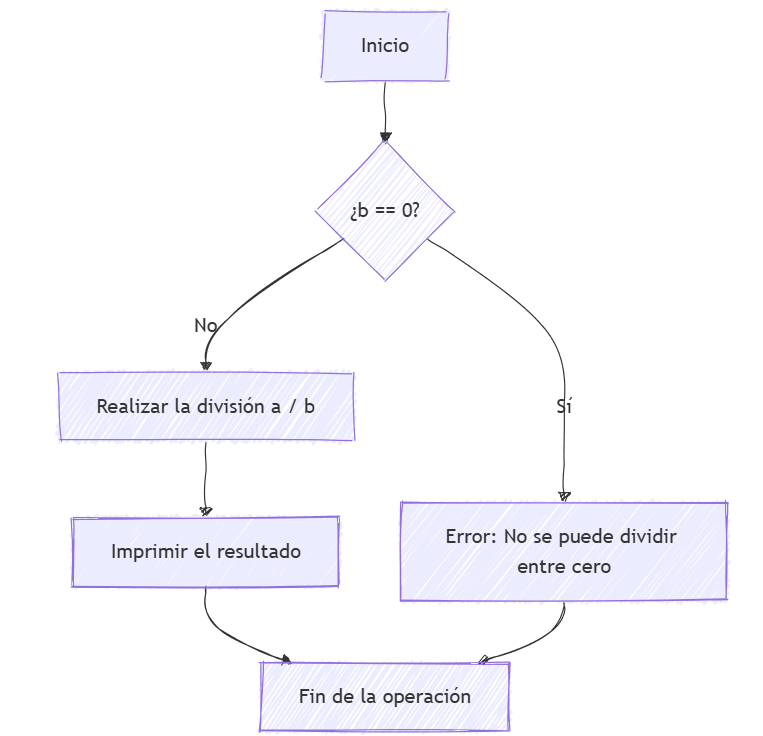 Inicio
¿b == 0?
No
Realizar la división a / b
Sí
Imprimir el resultado
Error: No se puede dividir
entre cero
Fin de la operación